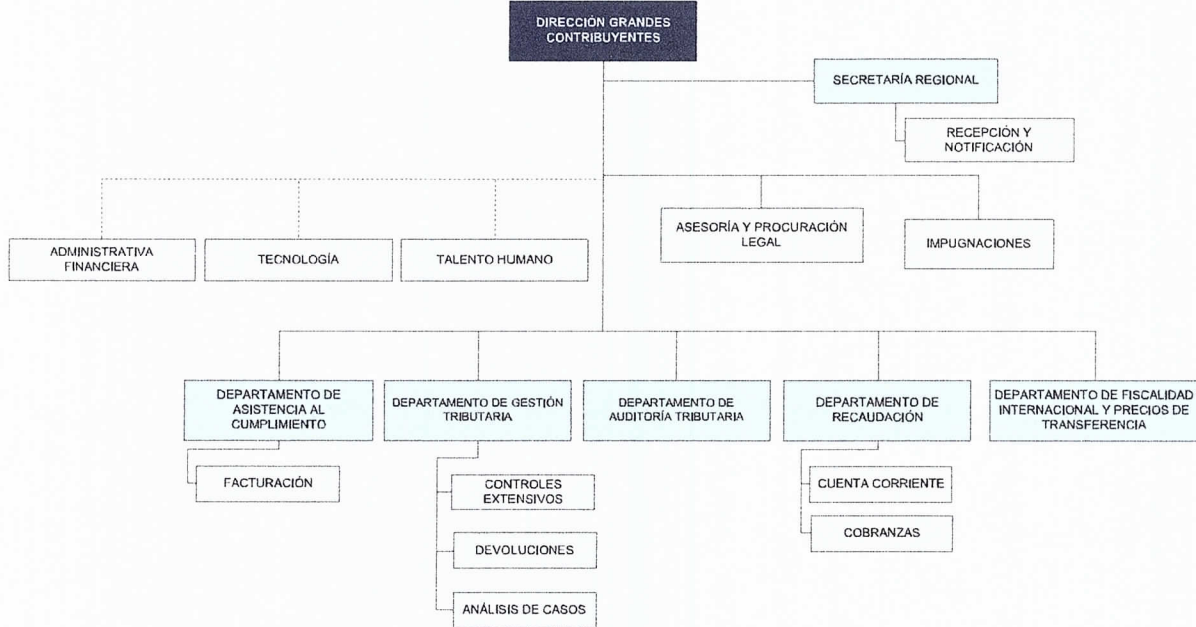 DIRECCIÓN GRANDES
CONTRIBUYENTES
SECRETARÍA REGIONAL
RECEPCIÓN Y
NOTIFICACIÓN
ADMINISTRATIVA
FINANCIERA
TECNOLOGÍA
TALENTO HUMANO
ASESORÍA Y PROCURACIÓN
LEGAL
IMPUGNACIONES
DEPARTAMENTO DE
ASISTENCIA AL
CUMPLIMIENTO
DEPARTAMENTO DE GESTIÓN
TRIBUTARIA
DEPARTAMENTO DE
AUDITORÍA TRIBUTARIA
DEPARTAMENTO DE
RECAUDACIÓN
DEPARTAMENTO DE FISCALIDAD
INTERNACIONAL Y PRECIOS DE
TRANSFERENCIA
FACTURACIÓN
CONTROLES
EXTENSIVOS
DEVOLUCIONES
ANÁLISIS DE CASOS
CUENTA CORRIENTE
COBRANZAS